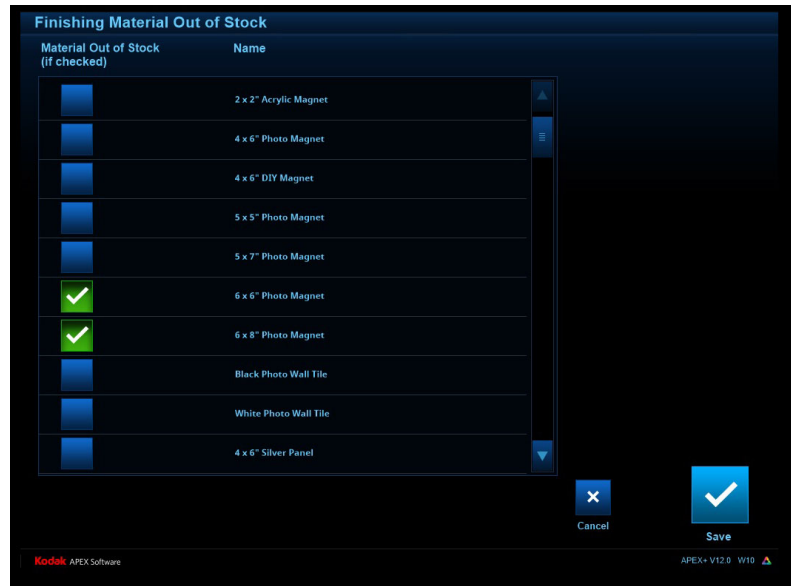 Finishing Material Out of Stock
Material Out of Stock
(if checked)
Name
2 x 2" Acrylic Magnet
4 x 6" Photo Magnet
4 x 6" DIY Magnet
5 x 5" Photo Magnet
5 x 7" Photo Magnet
6 x 6" Photo Magnet
6 x 8" Photo Magnet
Black Photo Wall Tile
White Photo Wall Tile
4 x 6" Silver Panel
Cancel
Save
Kodak APEX Software
APEX+ V12.0 W10